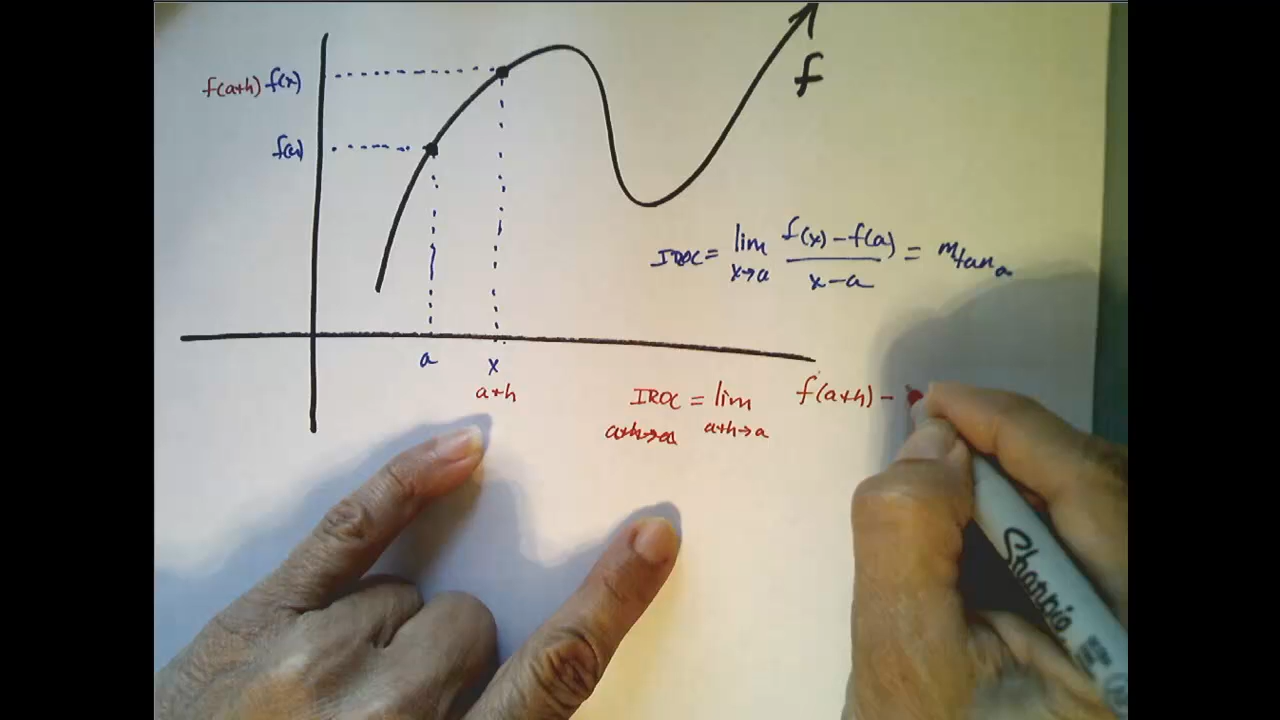 f
f(a+h) f(x)
f(a)
IROC = lim x→a f(x) − f(a) / x − a = m tan a
a x
a+h
IROC = lim f(a+h) −
a+h→a a+h→a
Sharpie